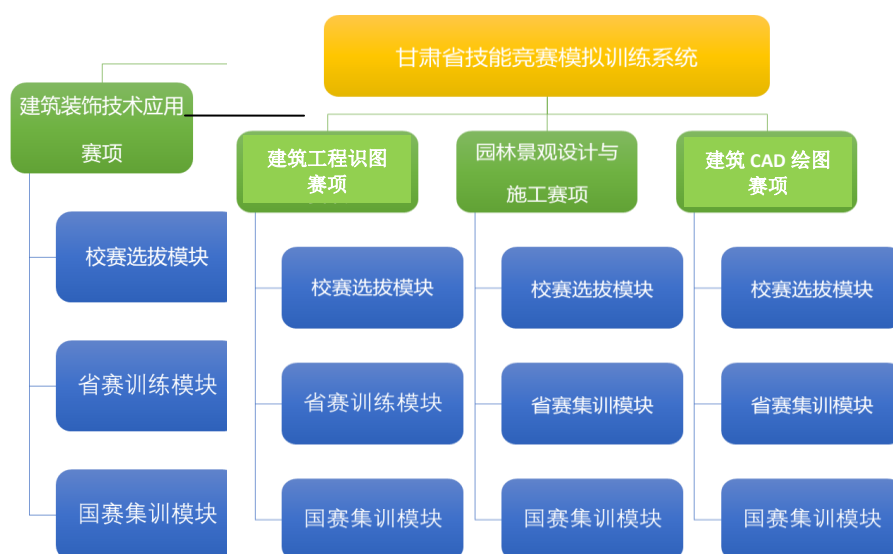 甘肃省技能竞赛模拟训练系统
建筑装饰技术应用
赛项
校赛选拔模块
省赛训练模块
国赛集训模块
建筑工程识图
赛项
校赛选拔模块
省赛训练模块
国赛集训模块
园林景观设计与
施工赛项
校赛选拔模块
省赛集训模块
国赛集训模块
建筑 CAD 绘图
赛项
校赛选拔模块
省赛集训模块
国赛集训模块